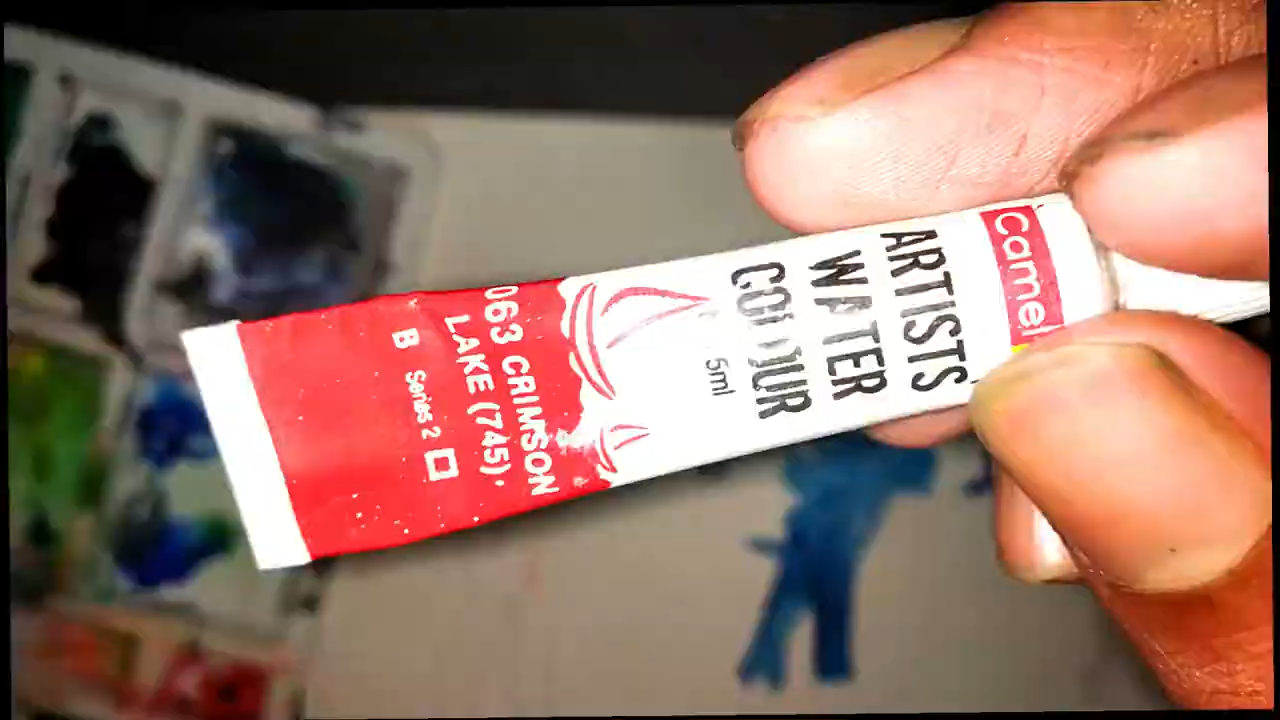 Camel
ARTISTS
WATER
COLOUR
5ml
063 CRIMSON
LAKE (745).
B Series 2